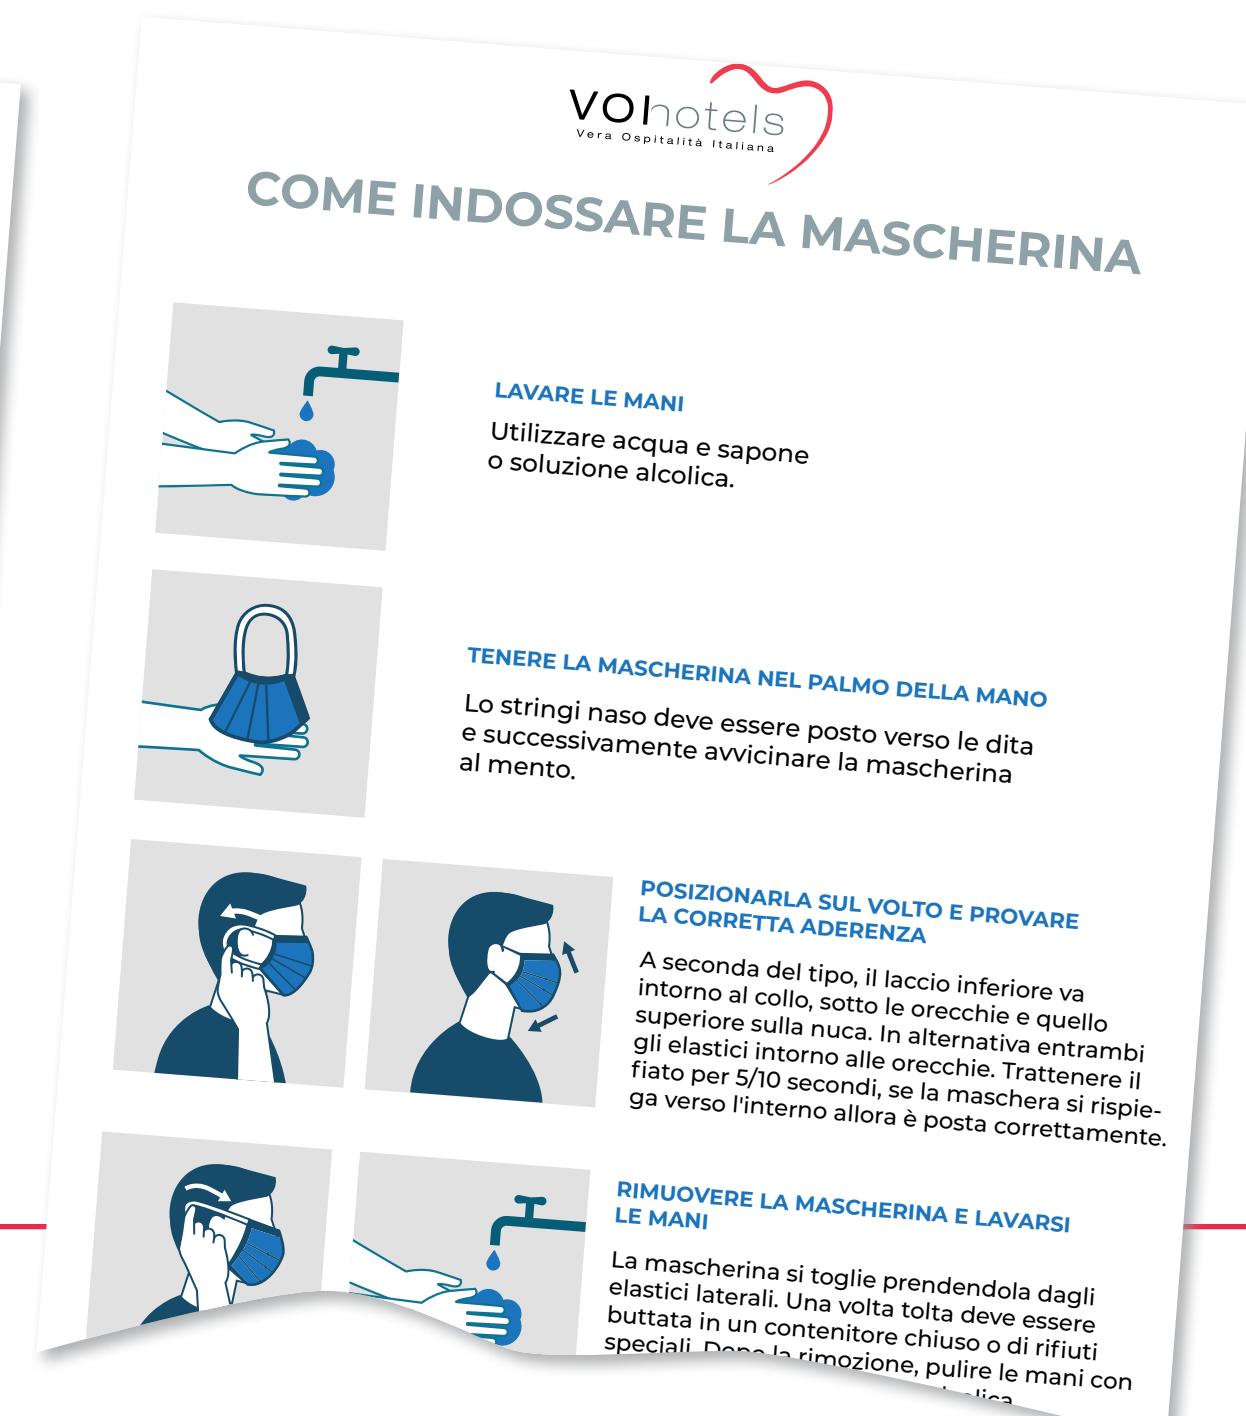 VOIhotels
Vera Ospitalità Italiana
COME INDOSSARE LA MASCHERINA
LAVARE LE MANI
Utilizzare acqua e sapone
o soluzione alcolica.
TENERE LA MASCHERINA NEL PALMO DELLA MANO
Lo stringi naso deve essere posto verso le dita
e successivamente avvicinare la mascherina
al mento.
POSIZIONARLA SUL VOLTO E PROVARE
LA CORRETTA ADERENZA
A seconda del tipo, il laccio inferiore va
intorno al collo, sotto le orecchie e quello
superiore sulla nuca. In alternativa entrambi
gli elastici intorno alle orecchie. Trattenere il
fiato per 5/10 secondi, se la maschera si rispie-
ga verso l'interno allora è posta correttamente.
RIMUOVERE LA MASCHERINA E LAVARSI
LE MANI
La mascherina si toglie prendendola dagli
elastici laterali. Una volta tolta deve essere
buttata in un contenitore chiuso o di rifiuti
speciali. Dopo la rimozione, pulire le mani con